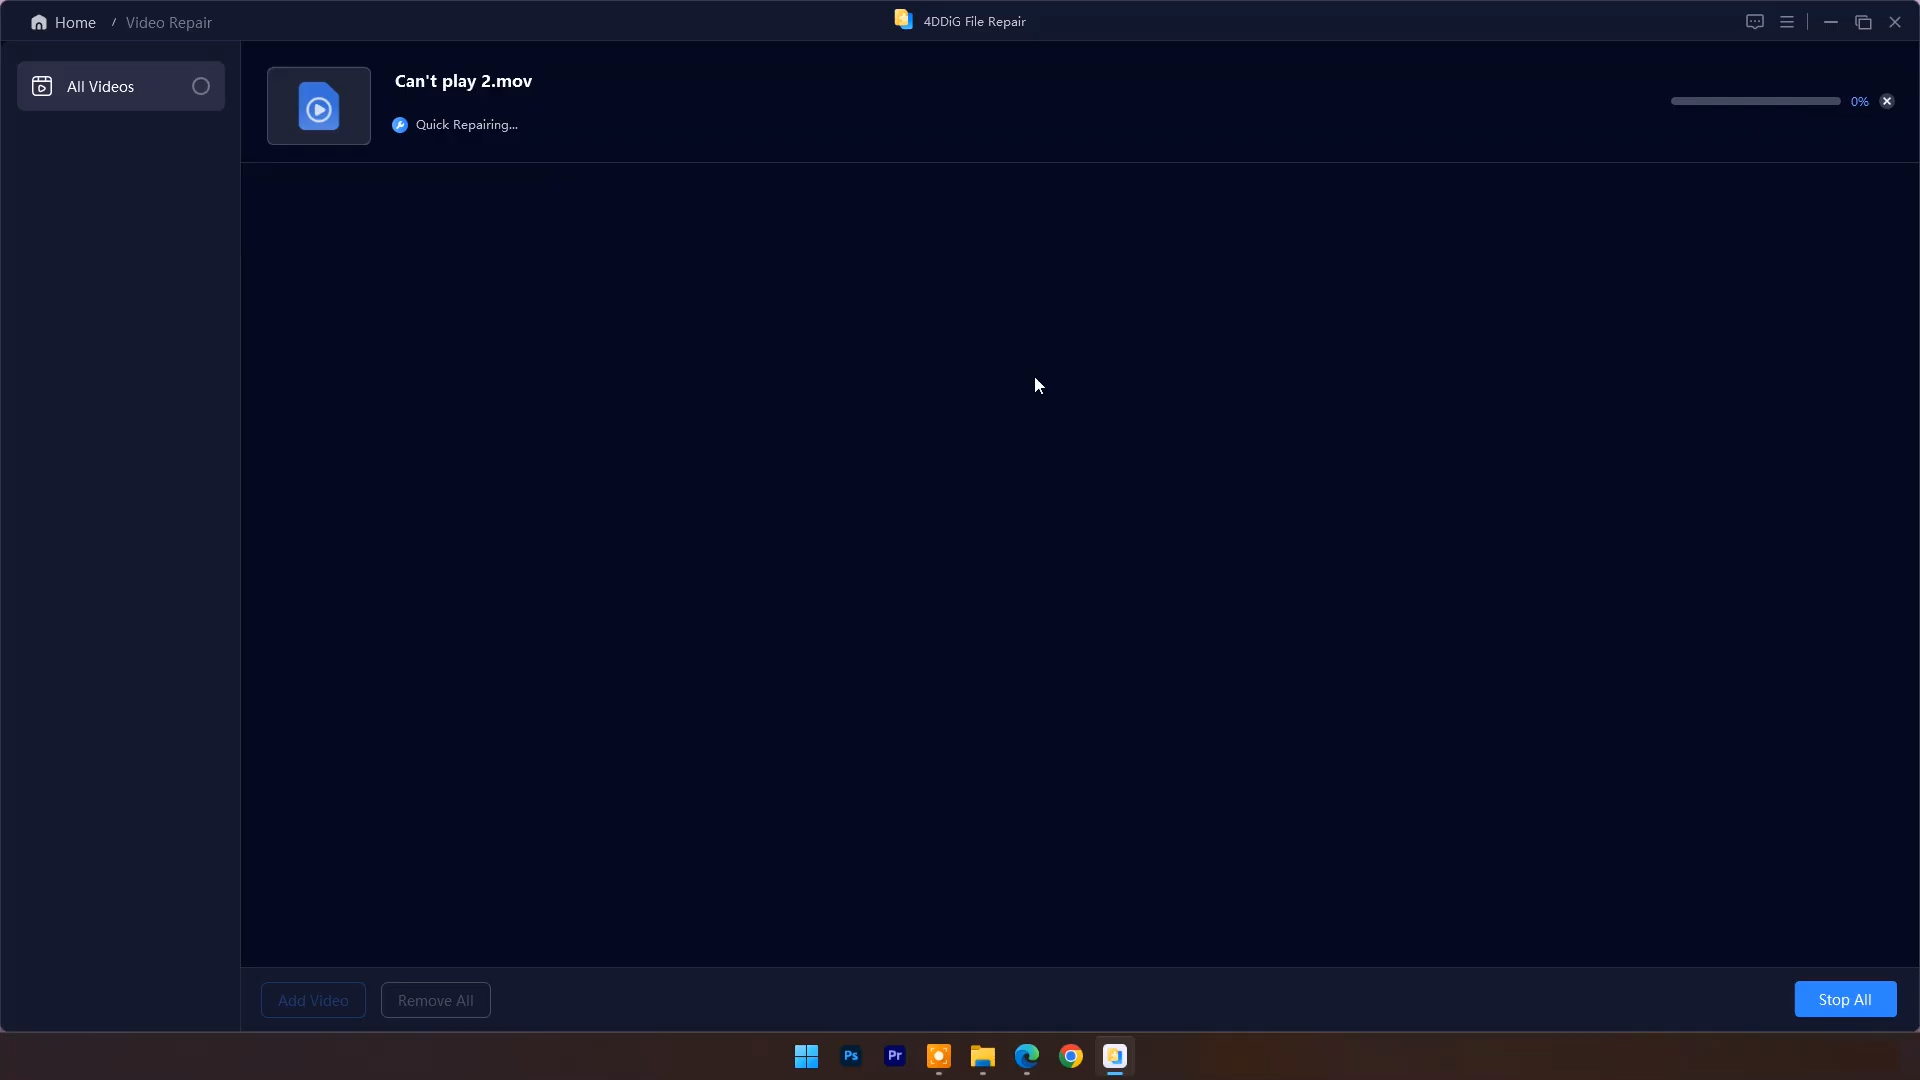 Home / Video Repair
4DDiG File Repair
All Videos
Can't play 2.mov
Quick Repairing...
0%
Add Video
Remove All
Stop All
Ps
Pr